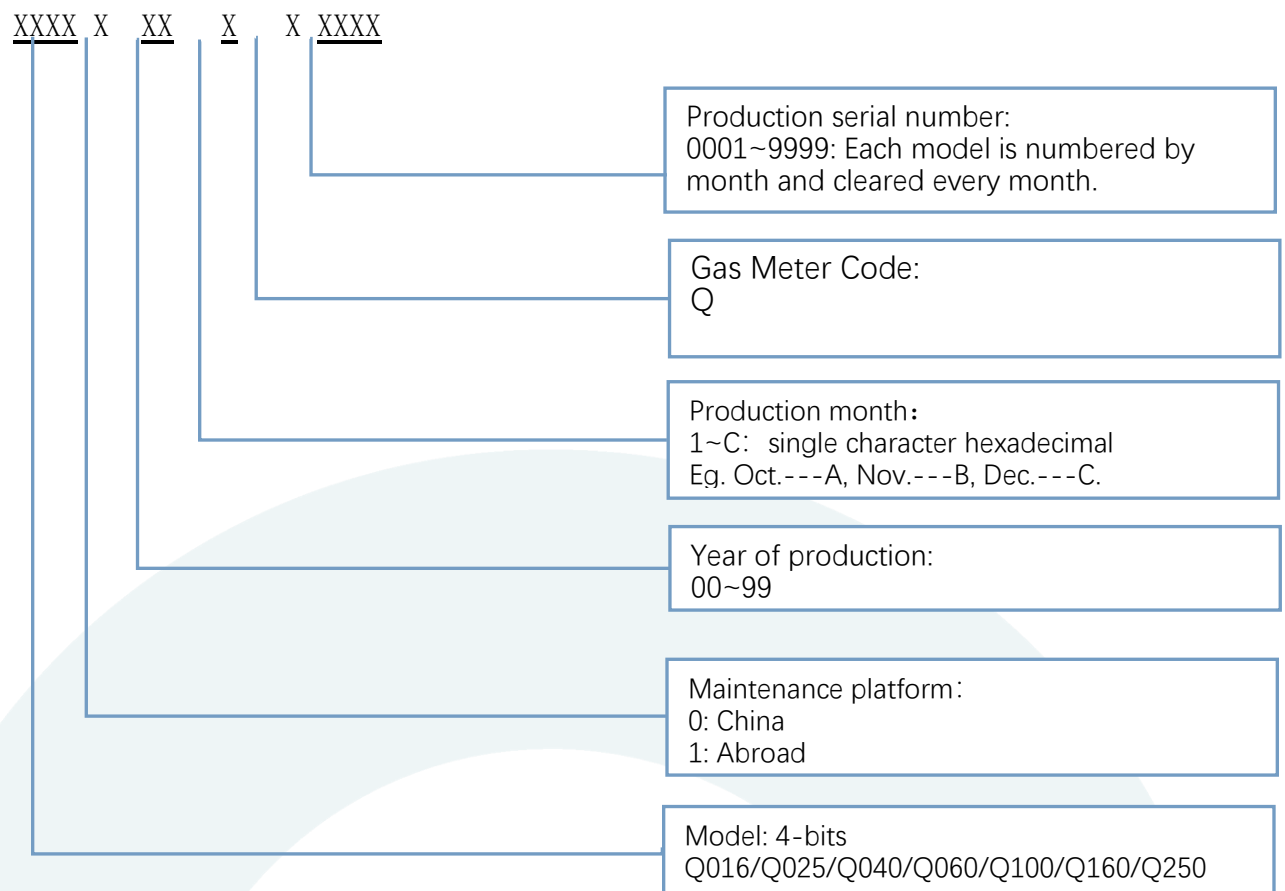 XXXX X XX X X XXXX
Production serial number:
0001~9999: Each model is numbered by
month and cleared every month.
Gas Meter Code:
Q
Production month：
1~C： single character hexadecimal
Eg. Oct.---A, Nov.---B, Dec.---C.
Year of production:
00~99
Maintenance platform：
0: China
1: Abroad
Model: 4-bits
Q016/Q025/Q040/Q060/Q100/Q160/Q250